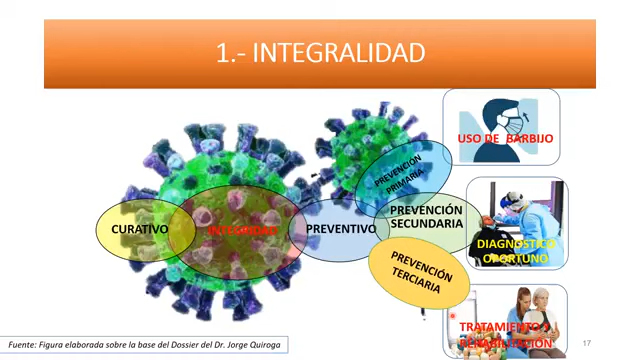 1.- INTEGRALIDAD
USO DE BARBIJO
PREVENCIÓN
PRIMARIA
CURATIVO
INTEGRIDAD
PREVENTIVO
PREVENCIÓN
SECUNDARIA
DIAGNOSTICO
OPORTUNO
PREVENCIÓN
TERCIARIA
TRATAMIENTO Y
REHABILITACIÓN
Fuente: Figura elaborada sobre la base del Dossier del Dr. Jorge Quiroga
17